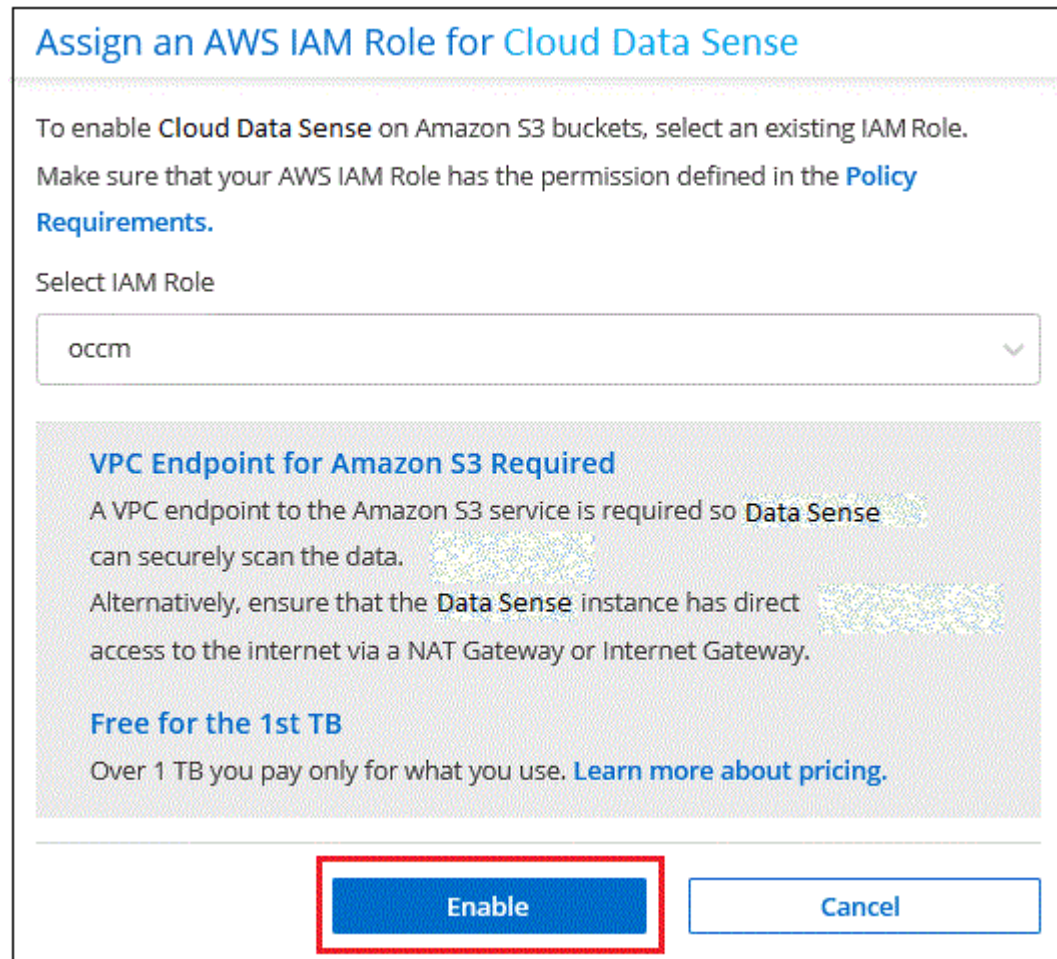 Assign an AWS IAM Role for Cloud Data Sense
To enable Cloud Data Sense on Amazon S3 buckets, select an existing IAM Role.
Make sure that your AWS IAM Role has the permission defined in the Policy
Requirements.
Select IAM Role
occm
VPC Endpoint for Amazon S3 Required
A VPC endpoint to the Amazon S3 service is required so Data Sense
can securely scan the data.
Alternatively, ensure that the Data Sense instance has direct
access to the internet via a NAT Gateway or Internet Gateway.
Free for the 1st TB
Over 1 TB you pay only for what you use. Learn more about pricing.
Enable Cancel